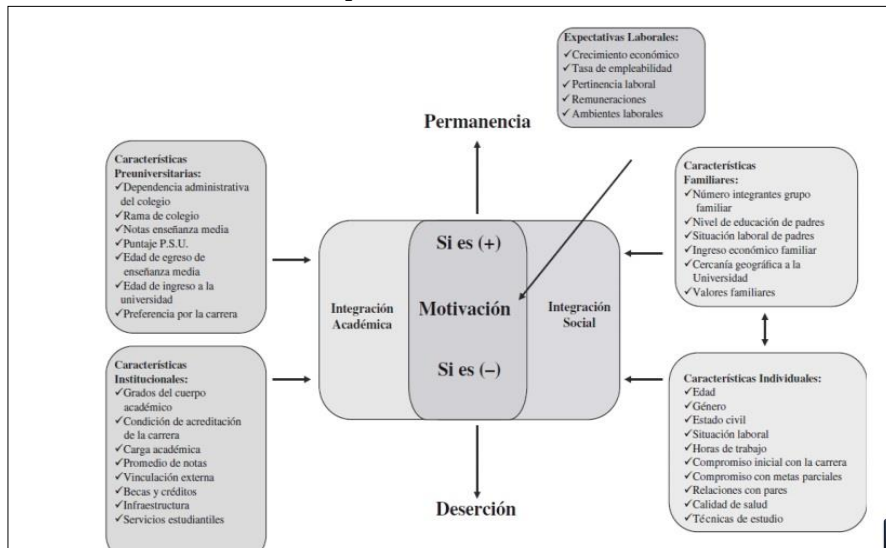 Expectativas Laborales:
✓Crecimiento económico
✓Tasa de empleabilidad
✓Pertinencia laboral
✓Remuneraciones
✓Ambientes laborales
Permanencia
Características
Preuniversitarias:
✓Dependencia administrativa
del colegio
✓Rama de colegio
✓Notas enseñanza media
✓Puntaje P.S.U.
✓Edad de egreso de
enseñanza media
✓Edad de ingreso a la
universidad
✓Preferencia por la carrera
Características
Familiares:
✓Número integrantes grupo
familiar
✓Nivel de educación de padres
✓Situación laboral de padres
✓Ingreso económico familiar
✓Cercanía geográfica a la
Universidad
✓Valores familiares
Si es (+)
Integración
Académica
Motivación
Integración
Social
Si es (–)
Características
Institucionales:
✓Grados del cuerpo
académico
✓Condición de acreditación
de la carrera
✓Carga académica
✓Promedio de notas
✓Vinculación externa
✓Becas y créditos
✓Infraestructura
✓Servicios estudiantiles
Características Individuales:
✓Edad
✓Género
✓Estado civil
✓Situación laboral
✓Horas de trabajo
✓Compromiso inicial con la carrera
✓Compromiso con metas parciales
✓Relaciones con pares
✓Calidad de salud
✓Técnicas de estudio
Deserción